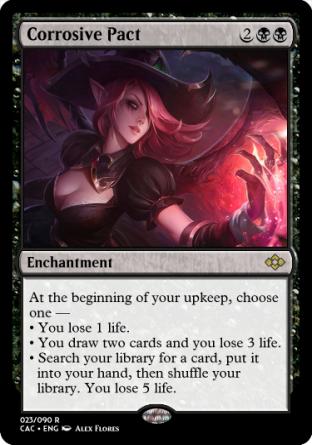 Corrosive Pact 2
Enchantment
At the beginning of your upkeep, choose
one —
• You lose 1 life.
• You draw two cards and you lose 3 life.
• Search your library for a card, put it
into your hand, then shuffle your
library. You lose 5 life.
023/090 R
CAC • ENG ALEX FLORES